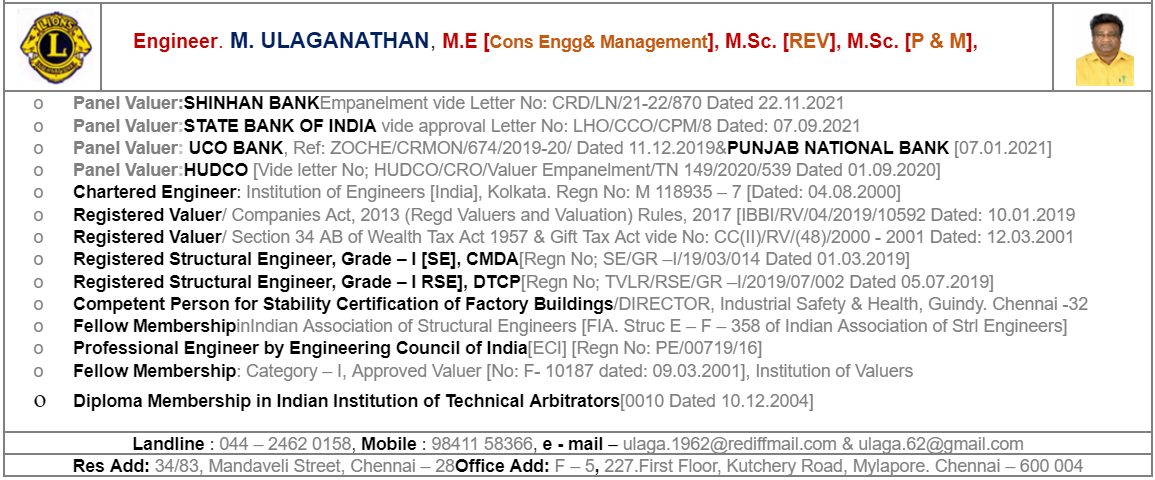 LIONS
L
INTERNATIONAL
Engineer. M. ULAGANATHAN, M.E [Cons Engg& Management], M.Sc. [REV], M.Sc. [P & M],
o Panel Valuer:SHINHAN BANKEmpanelment vide Letter No: CRD/LN/21-22/870 Dated 22.11.2021
o Panel Valuer:STATE BANK OF INDIA vide approval Letter No: LHO/CCO/CPM/8 Dated: 07.09.2021
o Panel Valuer: UCO BANK, Ref: ZOCHE/CRMON/674/2019-20/ Dated 11.12.2019&PUNJAB NATIONAL BANK [07.01.2021]
o Panel Valuer:HUDCO [Vide letter No; HUDCO/CRO/Valuer Empanelment/TN 149/2020/539 Dated 01.09.2020]
o Chartered Engineer: Institution of Engineers [India], Kolkata. Regn No: M 118935 – 7 [Dated: 04.08.2000]
o Registered Valuer/ Companies Act, 2013 (Regd Valuers and Valuation) Rules, 2017 [IBBI/RV/04/2019/10592 Dated: 10.01.2019
o Registered Valuer/ Section 34 AB of Wealth Tax Act 1957 & Gift Tax Act vide No: CC(II)/RV/(48)/2000 - 2001 Dated: 12.03.2001
o Registered Structural Engineer, Grade – I [SE], CMDA[Regn No; SE/GR –I/19/03/014 Dated 01.03.2019]
o Registered Structural Engineer, Grade – I RSE], DTCP[Regn No; TVLR/RSE/GR –I/2019/07/002 Dated 05.07.2019]
o Competent Person for Stability Certification of Factory Buildings/DIRECTOR, Industrial Safety & Health, Guindy. Chennai -32
o Fellow MembershipinIndian Association of Structural Engineers [FIA. Struc E – F – 358 of Indian Association of Strl Engineers]
o Professional Engineer by Engineering Council of India[ECI] [Regn No: PE/00719/16]
o Fellow Membership: Category – I, Approved Valuer [No: F- 10187 dated: 09.03.2001], Institution of Valuers
o Diploma Membership in Indian Institution of Technical Arbitrators[0010 Dated 10.12.2004]
Landline : 044 – 2462 0158, Mobile : 98411 58366, e - mail – ulaga.1962@rediffmail.com & ulaga.62@gmail.com
Res Add: 34/83, Mandaveli Street, Chennai – 28Office Add: F – 5, 227.First Floor, Kutchery Road, Mylapore. Chennai – 600 004